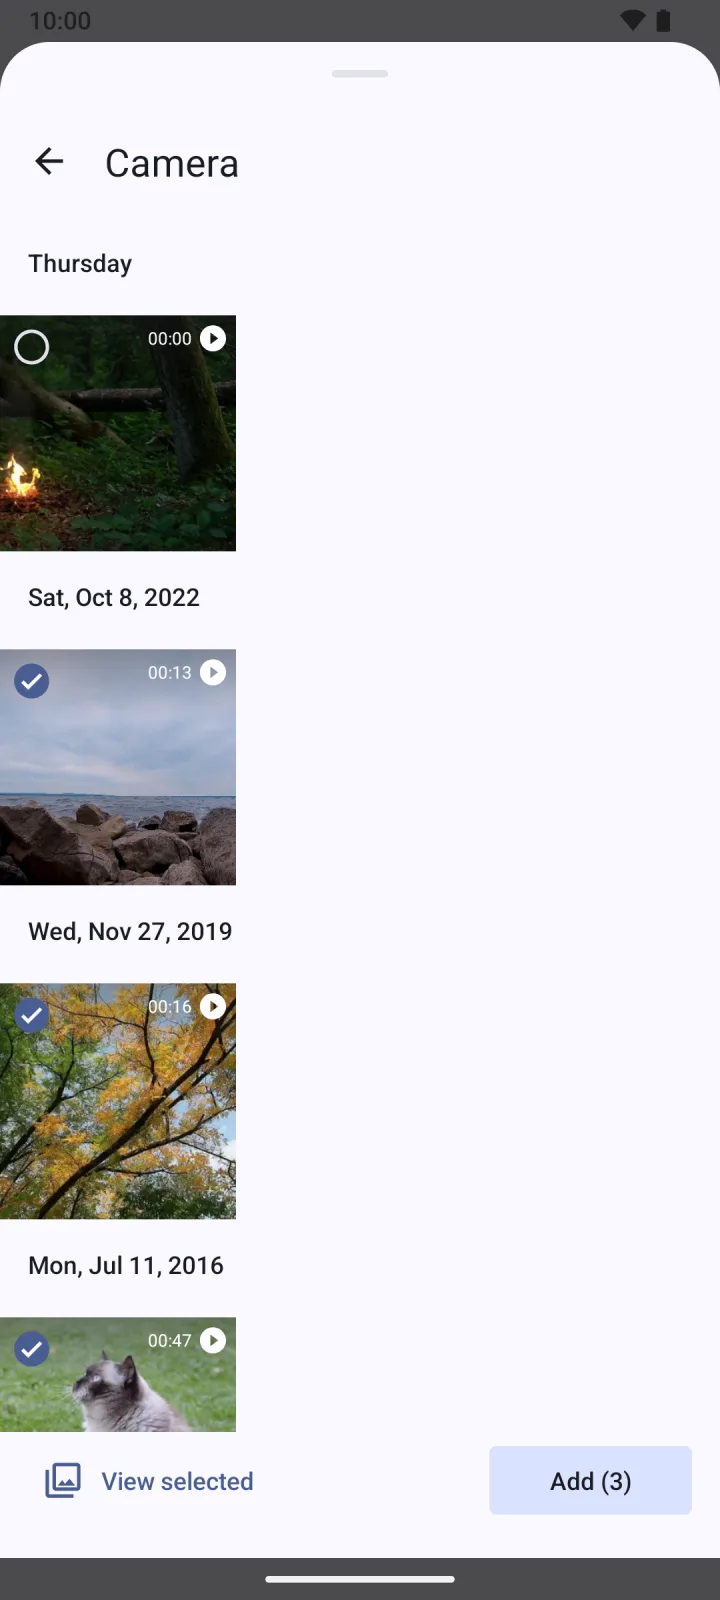 10:00
Camera
Thursday
00:00
Sat, Oct 8, 2022
00:13
Wed, Nov 27, 2019
00:16
Mon, Jul 11, 2016
00:47
View selected
Add (3)